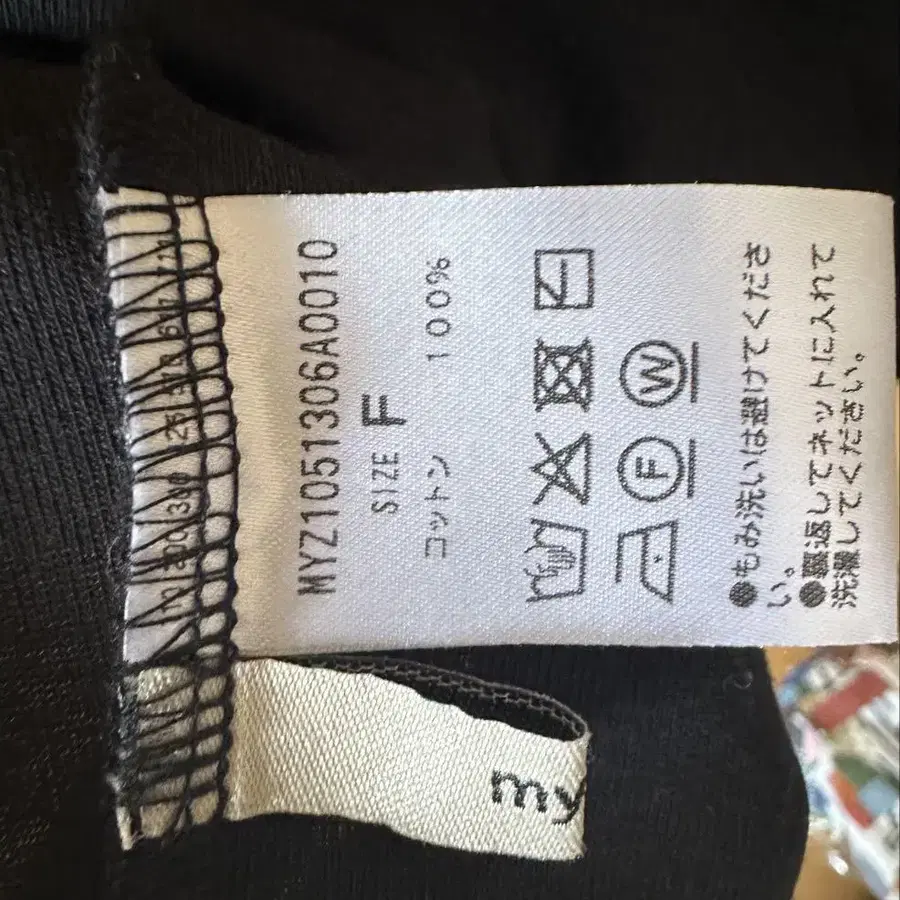 MYZ1051306A0010
SIZE F
コットン 100%
F W
●もみ洗いは避けてくださ
い。
●裏返してネットに入れて
洗濯してください。
my